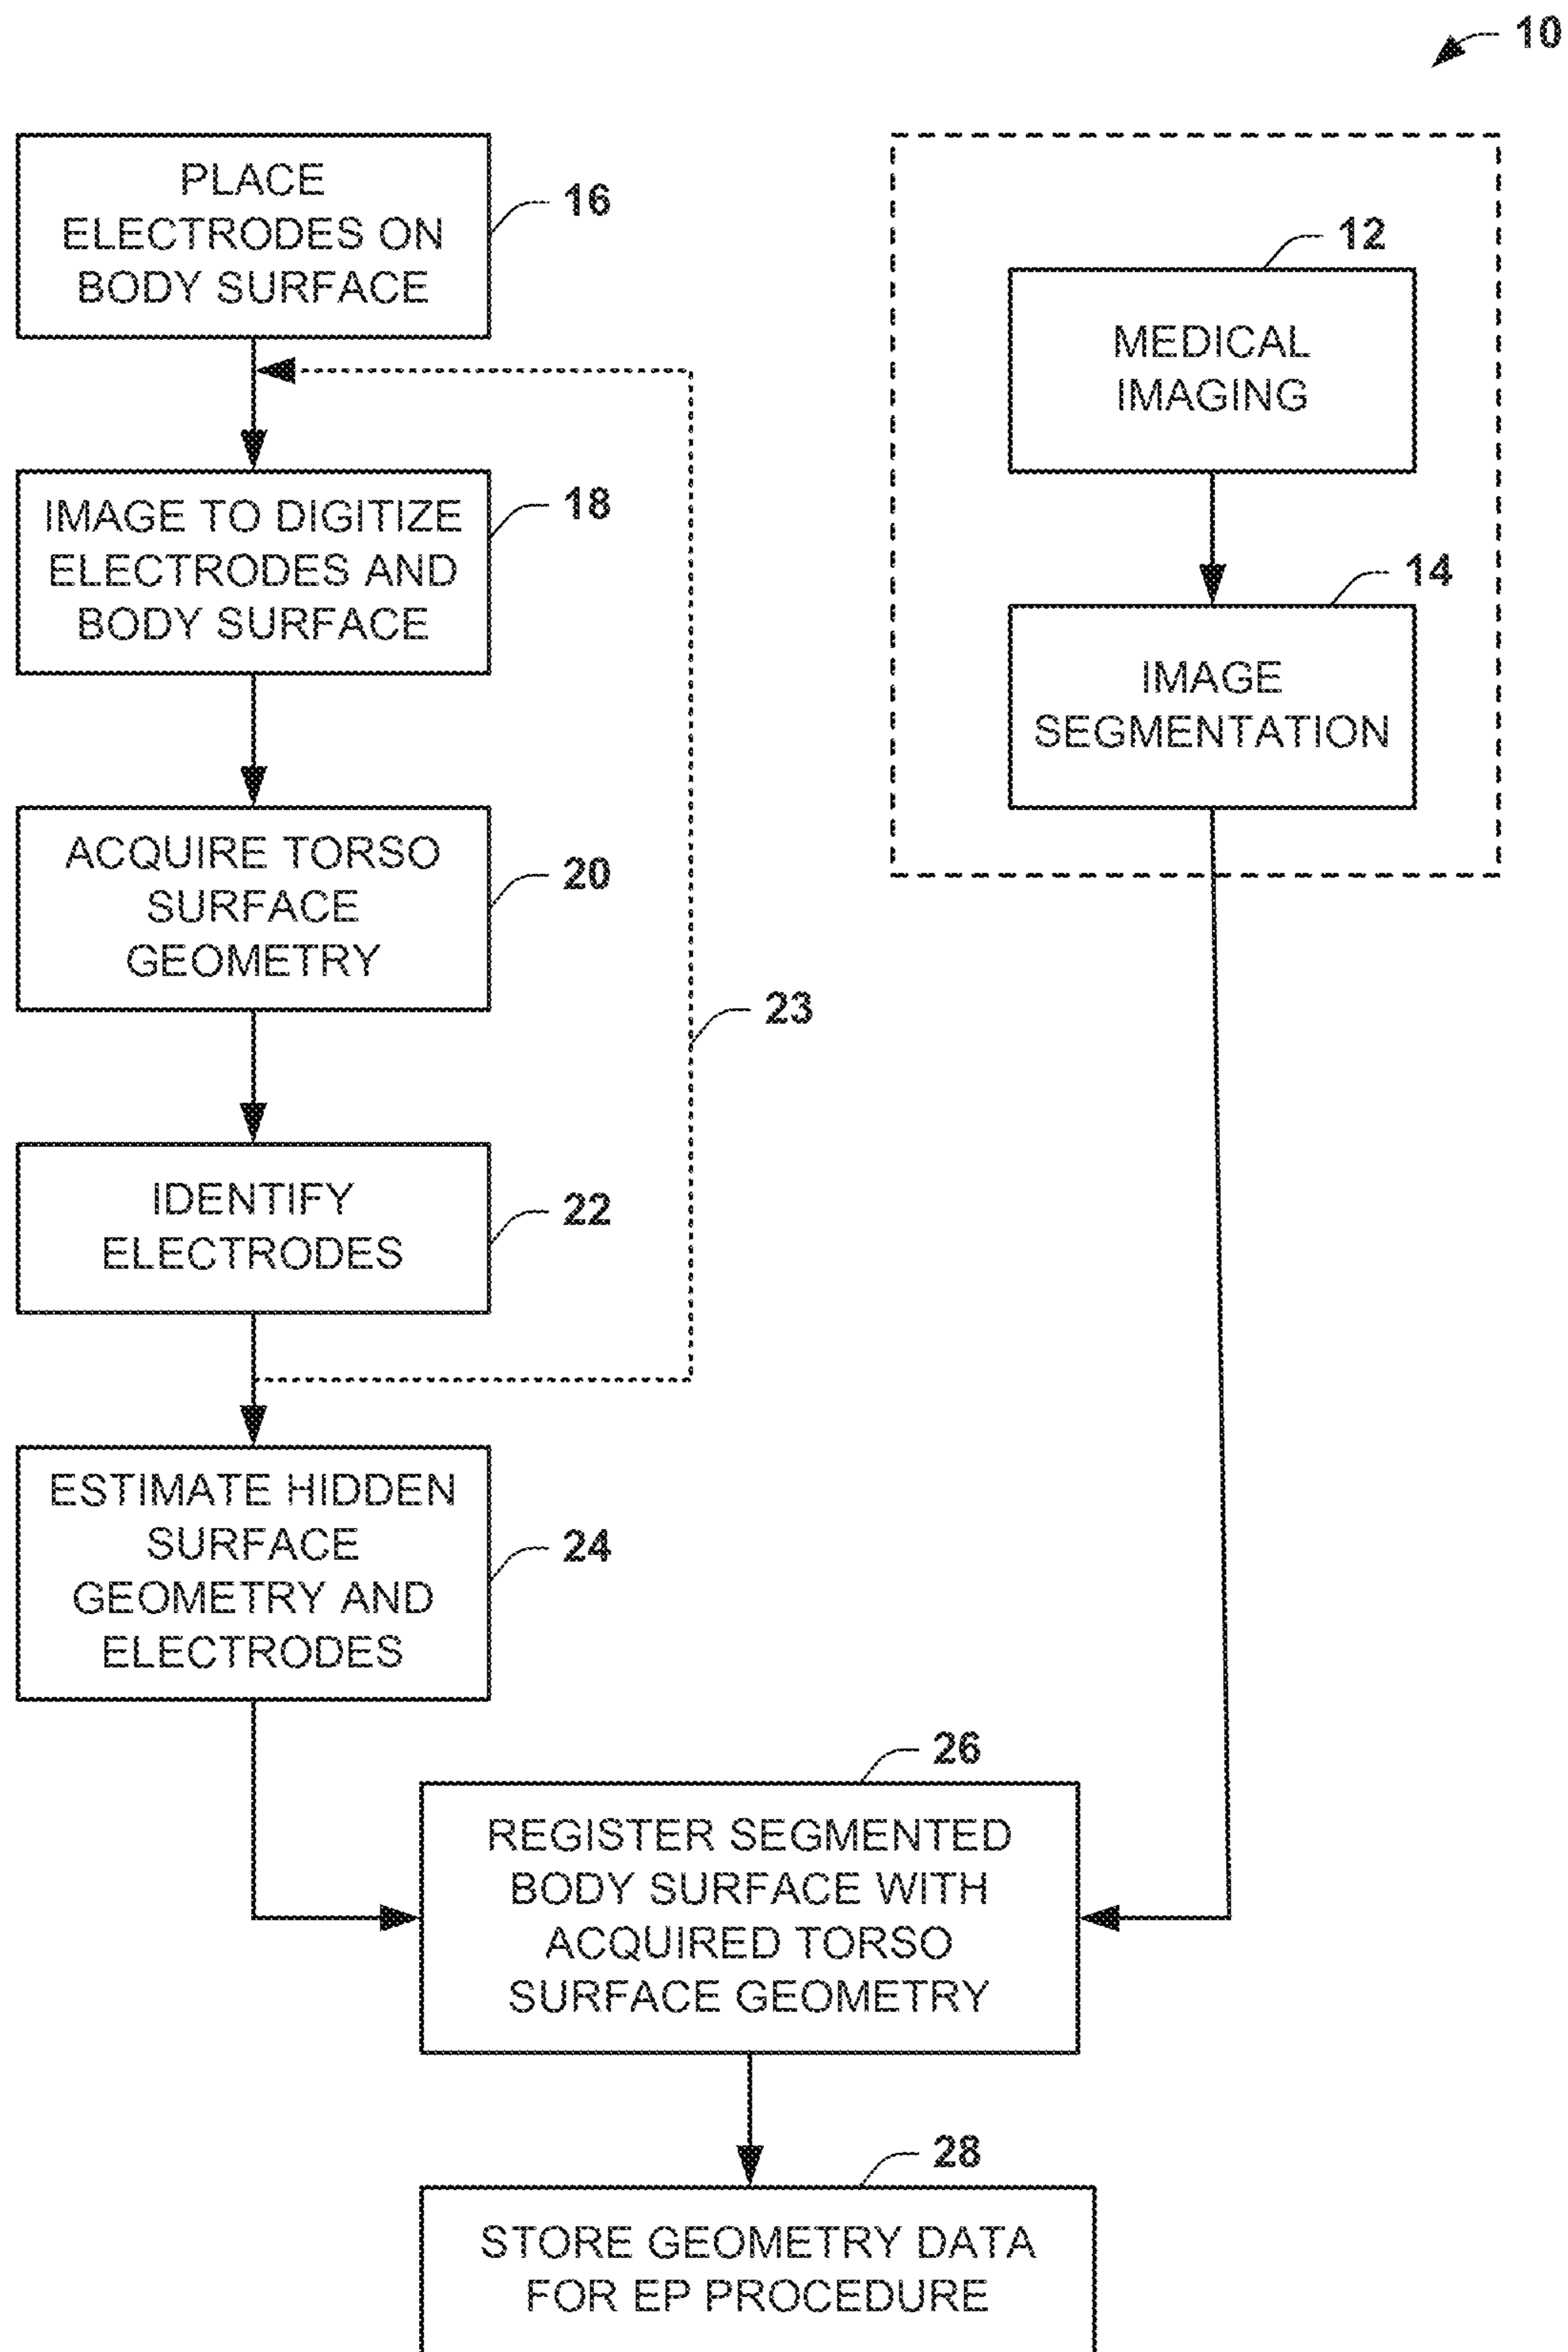 10
PLACE
ELECTRODES ON
BODY SURFACE
16
12
MEDICAL
IMAGING
IMAGE TO DIGITIZE
ELECTRODES AND
BODY SURFACE
18
14
IMAGE
SEGMENTATION
ACQUIRE TORSO
SURFACE
GEOMETRY
20
23
IDENTIFY
ELECTRODES
22
ESTIMATE HIDDEN
SURFACE
GEOMETRY AND
ELECTRODES
24
26
REGISTER SEGMENTED
BODY SURFACE WITH
ACQUIRED TORSO
SURFACE GEOMETRY
28
STORE GEOMETRY DATA
FOR EP PROCEDURE